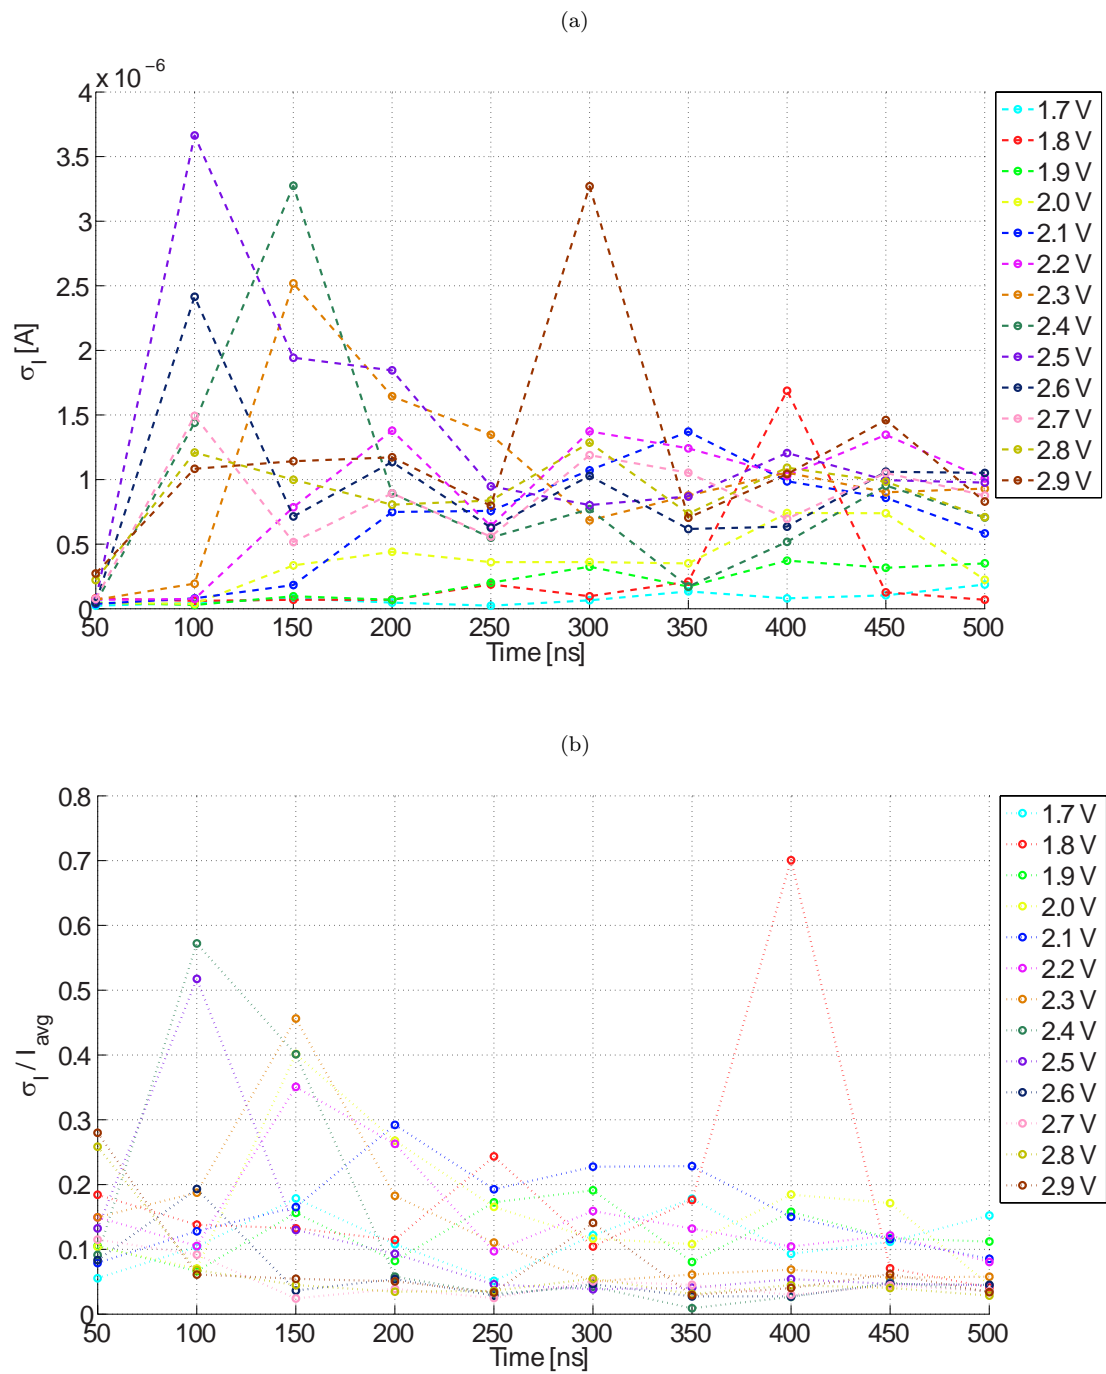 (a)
x 10⁻⁶
4
3.5
3
2.5
2
1.5
1
0.5
0
σ_I [A]
50 100 150 200 250 300 350 400 450 500
Time [ns]
1.7 V
1.8 V
1.9 V
2.0 V
2.1 V
2.2 V
2.3 V
2.4 V
2.5 V
2.6 V
2.7 V
2.8 V
2.9 V
(b)
0.8
0.7
0.6
0.5
0.4
0.3
0.2
0.1
0
σ_I / I_avg
50 100 150 200 250 300 350 400 450 500
Time [ns]
1.7 V
1.8 V
1.9 V
2.0 V
2.1 V
2.2 V
2.3 V
2.4 V
2.5 V
2.6 V
2.7 V
2.8 V
2.9 V